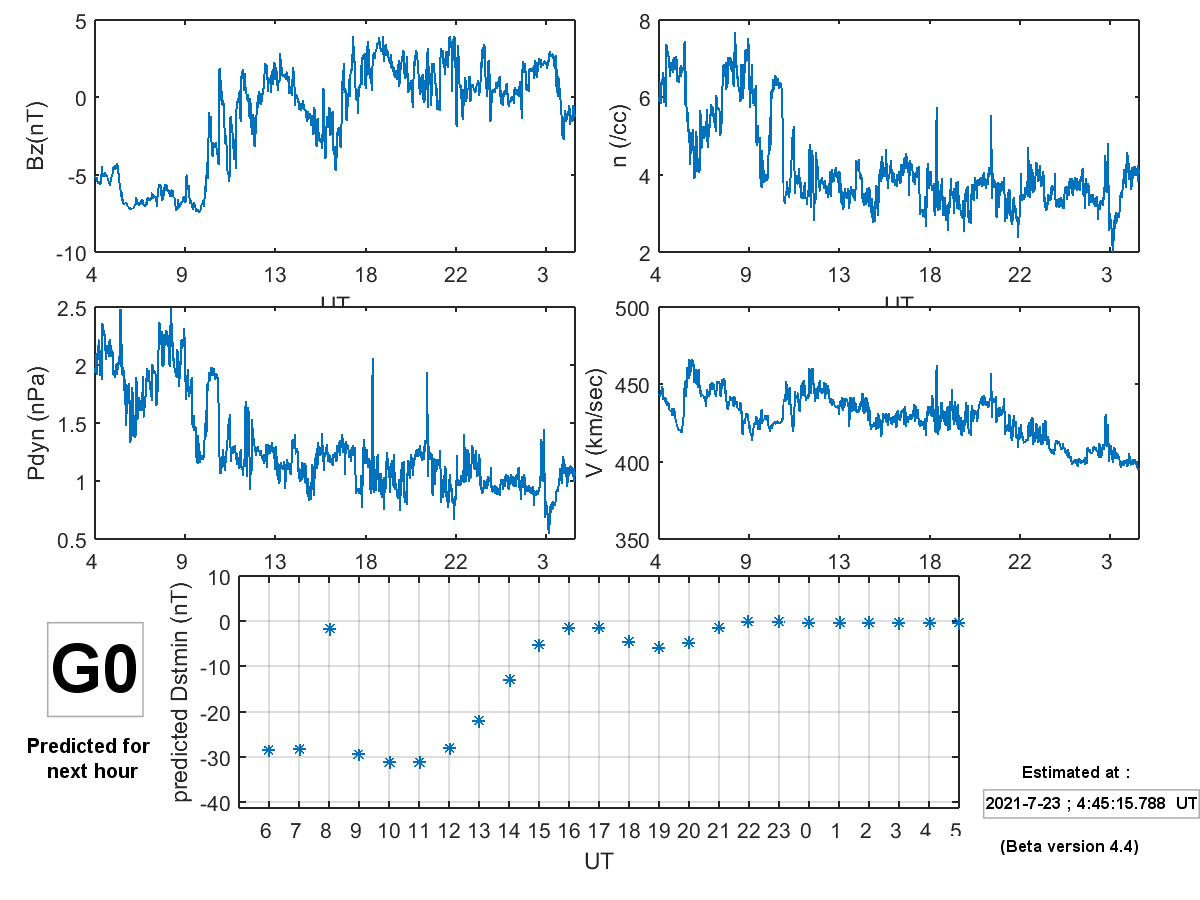 Bz(nT)
5
0
-5
-10
4 9 13 18 22 3
UT
n (/cc)
8
6
4
2
4 9 13 18 22 3
UT
Pdyn (nPa)
2.5
2
1.5
1
0.5
4 9 13 18 22 3
V (km/sec)
500
450
400
350
4 9 13 18 22 3
predicted Dstmin (nT)
10
0
-10
-20
-30
-40
6 7 8 9 10 11 12 13 14 15 16 17 18 19 20 21 22 23 0 1 2 3 4 5
UT
G0
Predicted for
next hour
Estimated at :
2021-7-23 ; 4:45:15.788 UT
(Beta version 4.4)